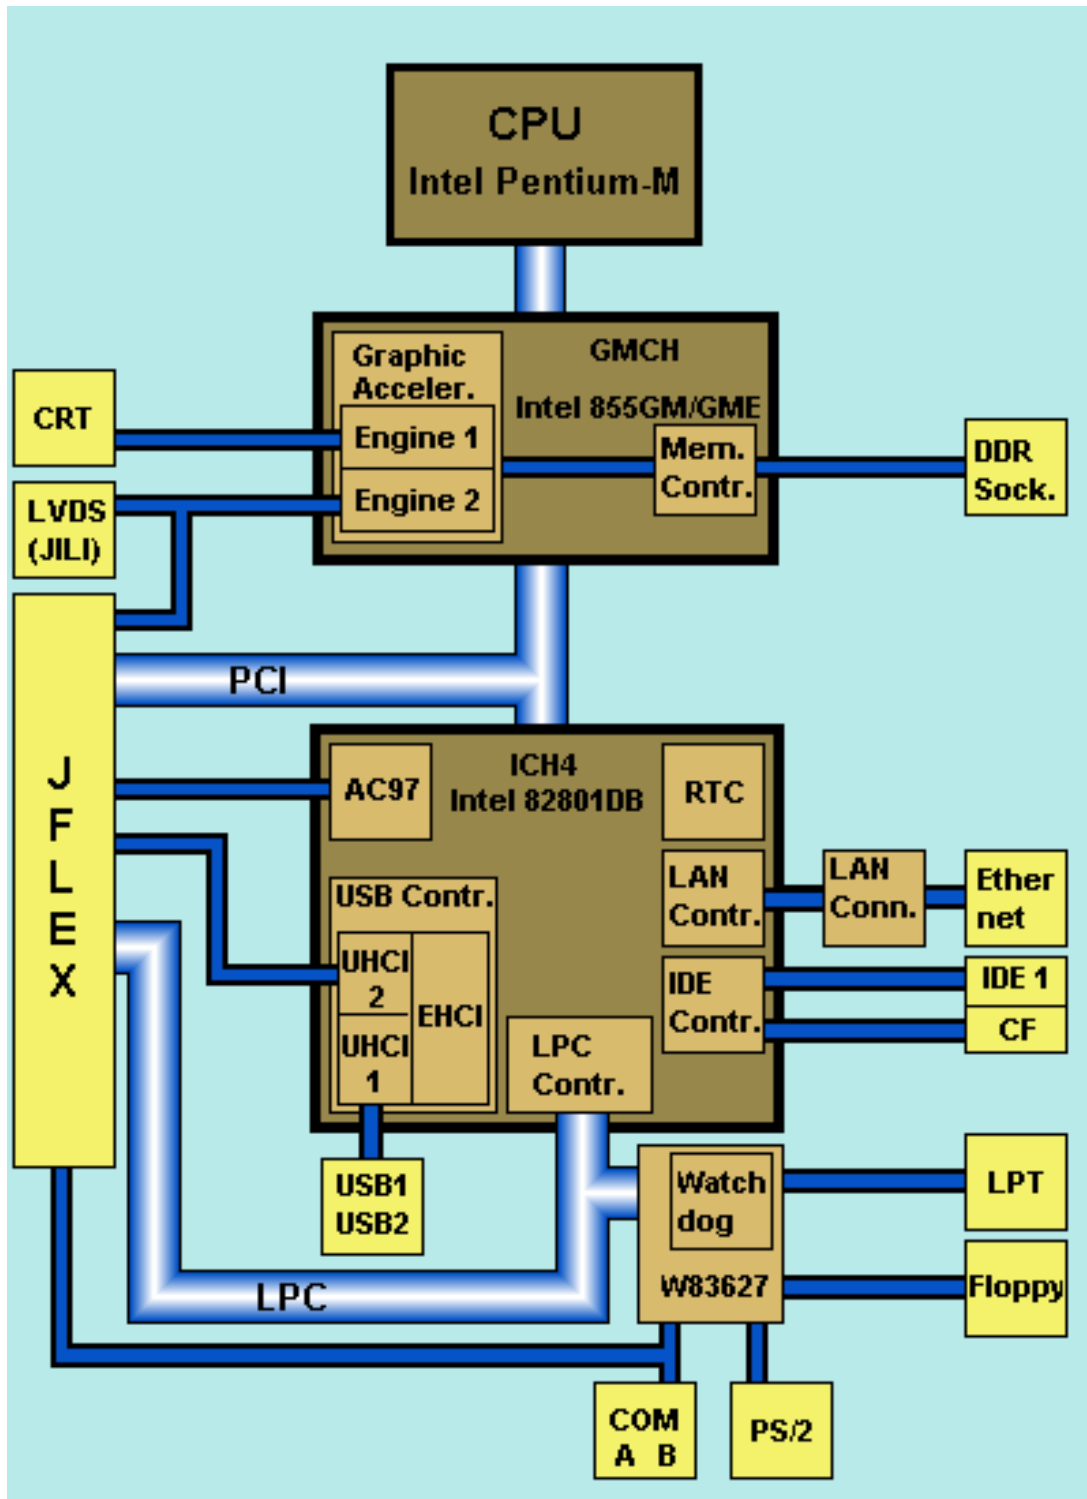 CPU
Intel Pentium-M
Graphic
Acceler.
Engine 1
Engine 2
GMCH
Intel 855GM/GME
Mem.
Contr.
CRT
LVDS
(JILI)
DDR
Sock.
PCI
J
F
L
E
X
AC97
ICH4
Intel 82801DB
RTC
USB Contr.
UHCI
2
UHCI
1
EHCI
LAN
Contr.
LAN
Conn.
Ether
net
IDE
Contr.
IDE 1
CF
LPC
Contr.
USB1
USB2
Watch
dog
W83627
LPT
Floppy
LPC
COM
A B
PS/2